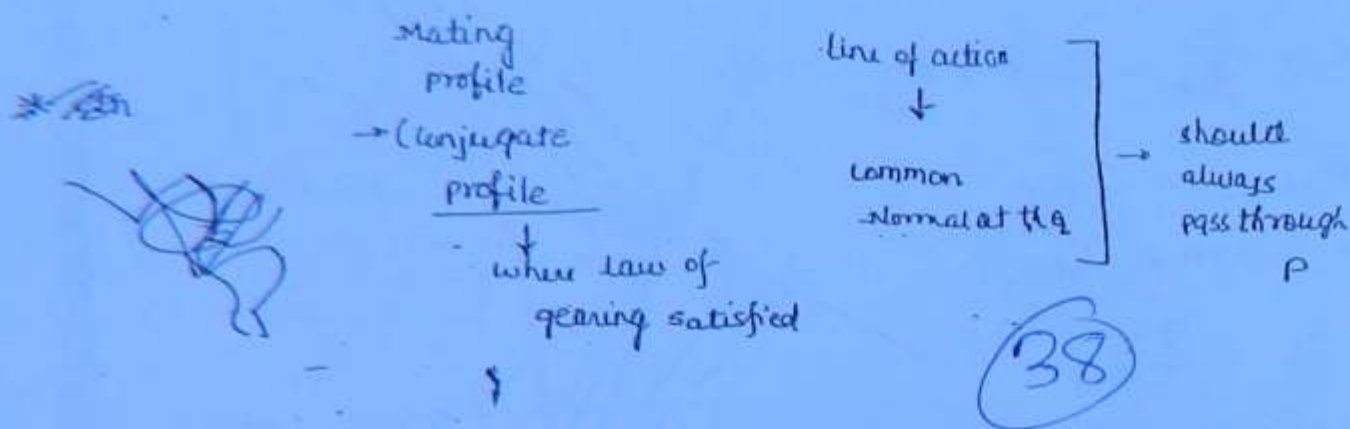 Mating
profile
→ Conjugate
profile
↓
where law of
gearing satisfied
line of action
↓
common
Normal at the
→ should
always
pass through
P
38